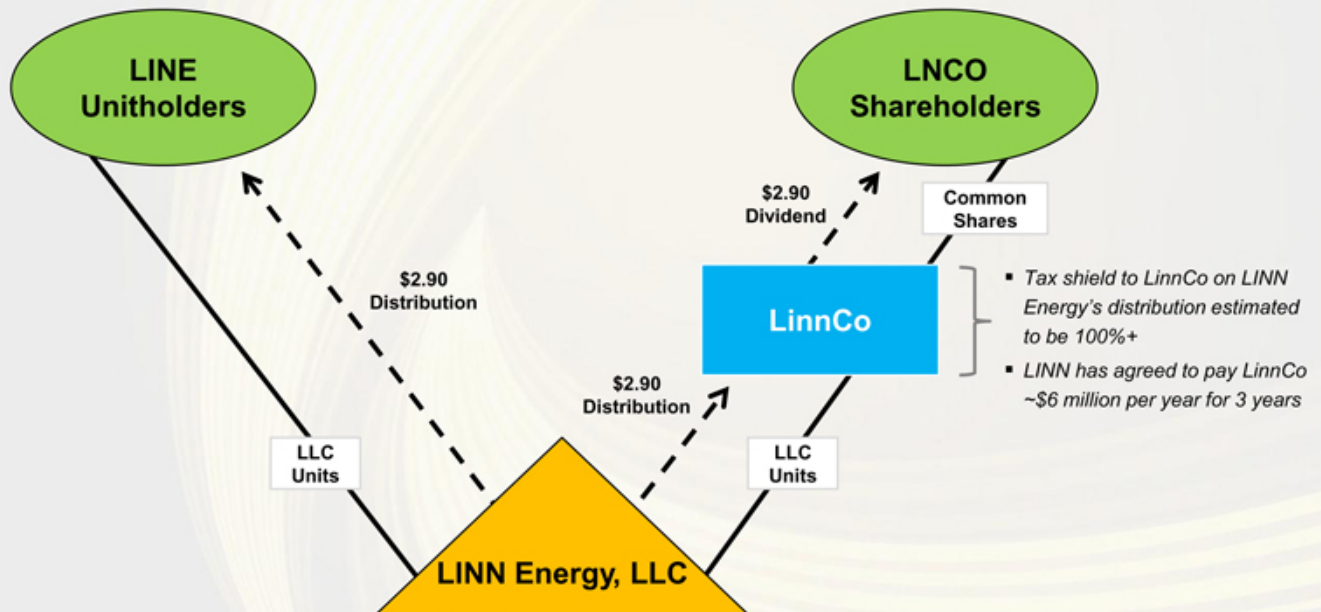 LINE
Unitholders
LNCO
Shareholders
$2.90
Dividend
Common
Shares
$2.90
Distribution
LinnCo
▪ Tax shield to LinnCo on LINN
Energy's distribution estimated
to be 100%+
▪ LINN has agreed to pay LinnCo
~$6 million per year for 3 years
$2.90
Distribution
LLC
Units
LLC
Units
LINN Energy, LLC